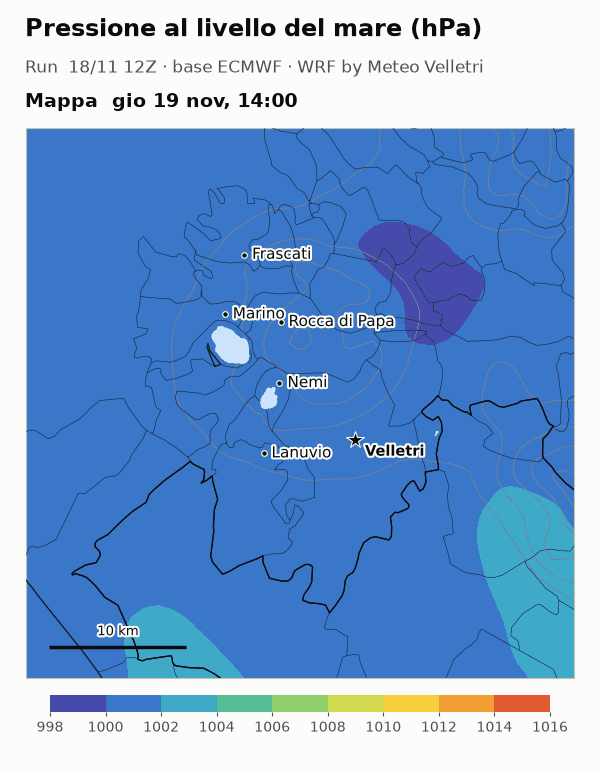 Pressione al livello del mare (hPa)
Run  18/11 12Z · base ECMWF · WRF by Meteo Velletri
Mappa  gio 19 nov, 14:00
Frascati
Marino
Rocca di Papa
Nemi
Velletri
Lanuvio
10 km
998 1000 1002 1004 1006 1008 1010 1012 1014 1016